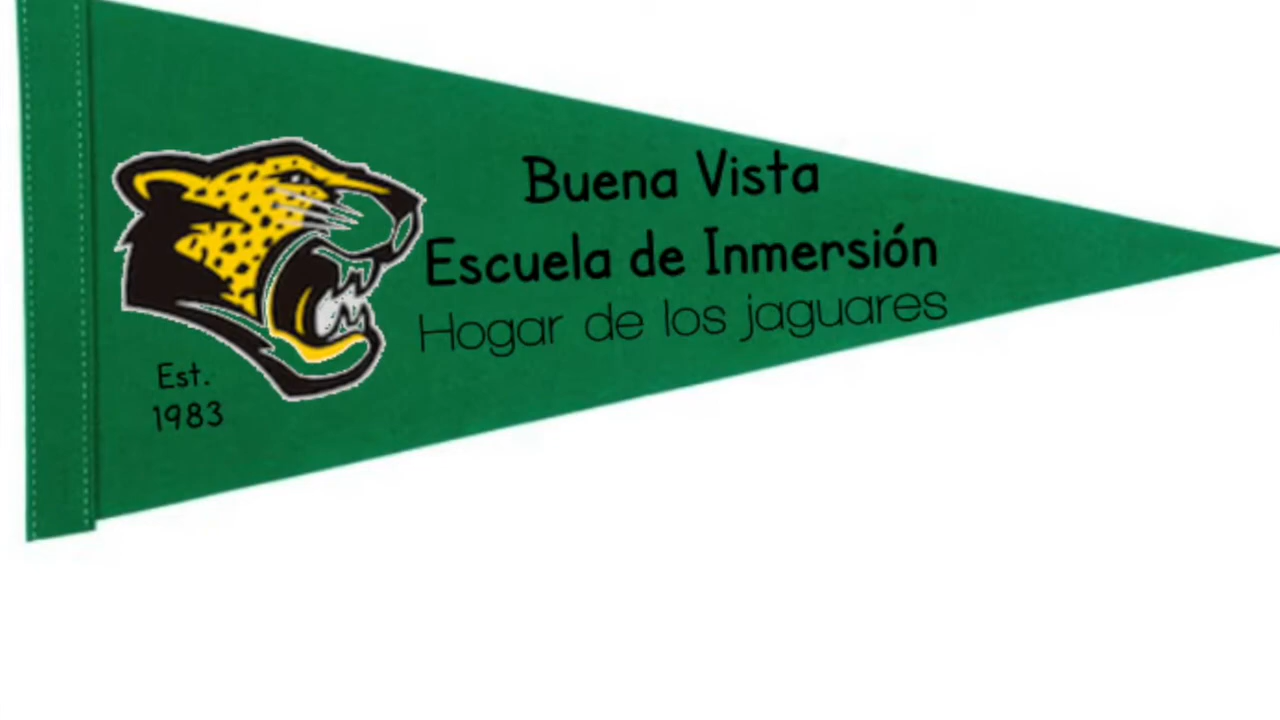 Buena Vista
Escuela de Inmersión
Hogar de los jaguares
Est.
1983